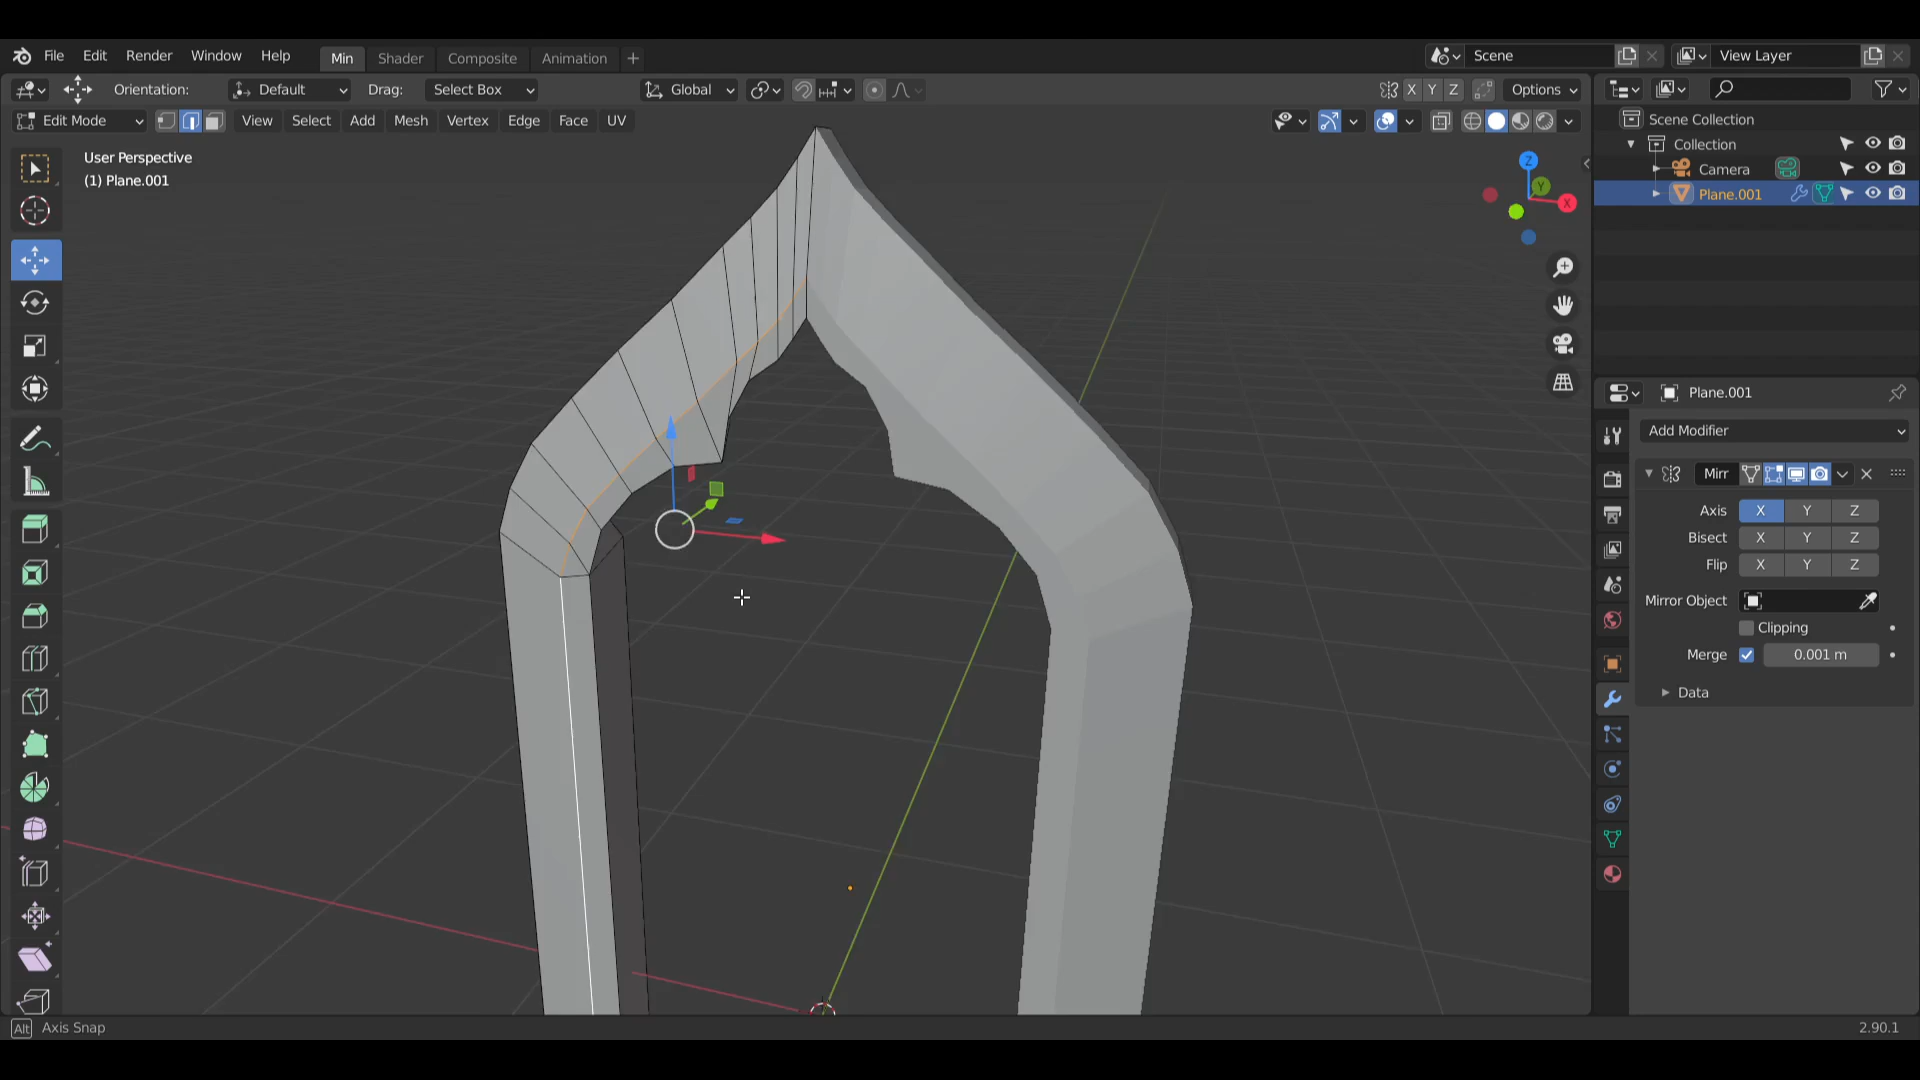 File Edit Render Window Help Min Shader Composite Animation + Scene View Layer
Orientation: Default Drag: Select Box Global X Y Z Options
Edit Mode View Select Add Mesh Vertex Edge Face UV
User Perspective
(1) Plane.001
Z
Y
X
Scene Collection
Collection
Camera
Plane.001
Plane.001
Add Modifier
Mirr
Axis X Y Z
Bisect X Y Z
Flip X Y Z
Mirror Object
Clipping
Merge 0.001 m
Data
Alt Axis Snap 2.90.1